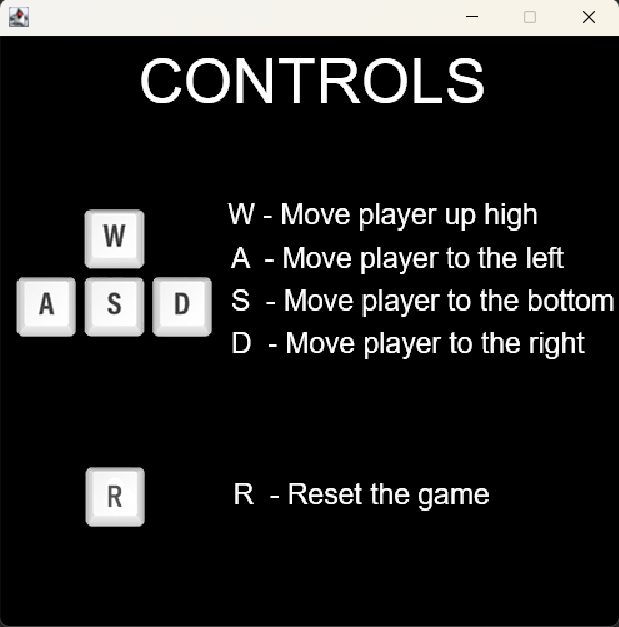 CONTROLS
W
W - Move player up high
A - Move player to the left
A S D
S - Move player to the bottom
D - Move player to the right
R
R - Reset the game